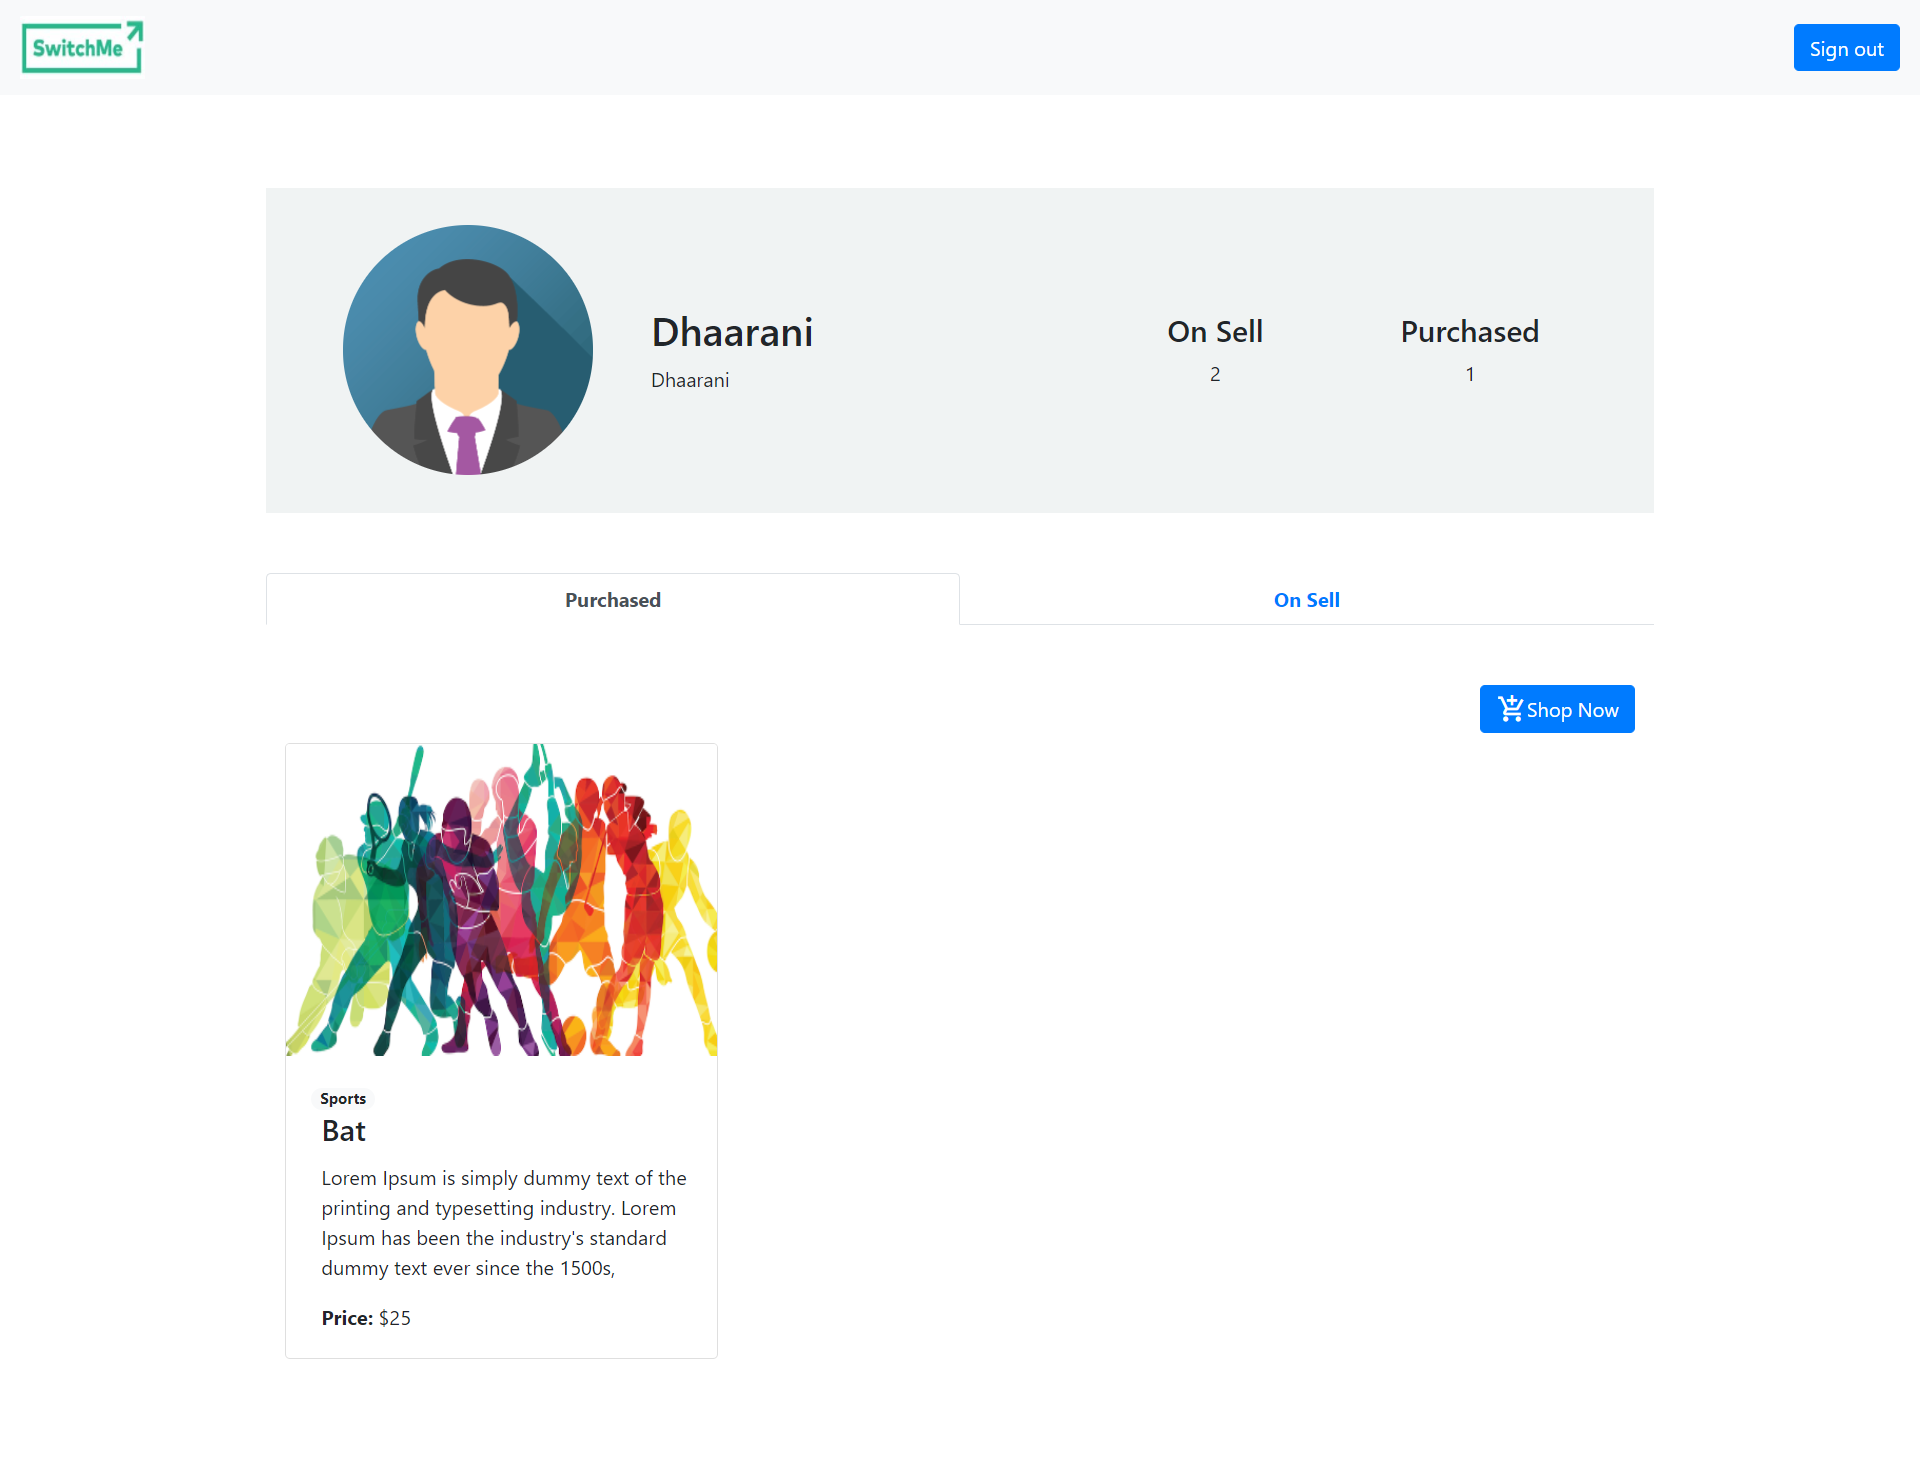 SwitchMe
Sign out
Dhaarani
Dhaarani
On Sell
2
Purchased
1
Purchased
On Sell
Shop Now
Sports
Bat
Lorem Ipsum is simply dummy text of the
printing and typesetting industry. Lorem
Ipsum has been the industry's standard
dummy text ever since the 1500s,
Price: $25